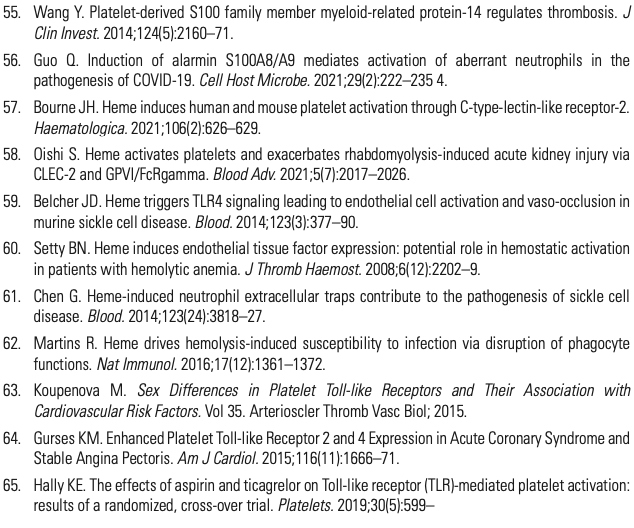 55. Wang Y. Platelet-derived S100 family member myeloid-related protein-14 regulates thrombosis. J
Clin Invest. 2014;124(5):2160–71.
56. Guo Q. Induction of alarmin S100A8/A9 mediates activation of aberrant neutrophils in the
pathogenesis of COVID-19. Cell Host Microbe. 2021;29(2):222–235 4.
57. Bourne JH. Heme induces human and mouse platelet activation through C-type-lectin-like receptor-2.
Haematologica. 2021;106(2):626–629.
58. Oishi S. Heme activates platelets and exacerbates rhabdomyolysis-induced acute kidney injury via
CLEC-2 and GPVI/FcRgamma. Blood Adv. 2021;5(7):2017–2026.
59. Belcher JD. Heme triggers TLR4 signaling leading to endothelial cell activation and vaso-occlusion in
murine sickle cell disease. Blood. 2014;123(3):377–90.
60. Setty BN. Heme induces endothelial tissue factor expression: potential role in hemostatic activation
in patients with hemolytic anemia. J Thromb Haemost. 2008;6(12):2202–9.
61. Chen G. Heme-induced neutrophil extracellular traps contribute to the pathogenesis of sickle cell
disease. Blood. 2014;123(24):3818–27.
62. Martins R. Heme drives hemolysis-induced susceptibility to infection via disruption of phagocyte
functions. Nat Immunol. 2016;17(12):1361–1372.
63. Koupenova M. Sex Differences in Platelet Toll-like Receptors and Their Association with
Cardiovascular Risk Factors. Vol 35. Arterioscler Thromb Vasc Biol; 2015.
64. Gurses KM. Enhanced Platelet Toll-like Receptor 2 and 4 Expression in Acute Coronary Syndrome and
Stable Angina Pectoris. Am J Cardiol. 2015;116(11):1666–71.
65. Hally KE. The effects of aspirin and ticagrelor on Toll-like receptor (TLR)-mediated platelet activation:
results of a randomized, cross-over trial. Platelets. 2019;30(5):599–